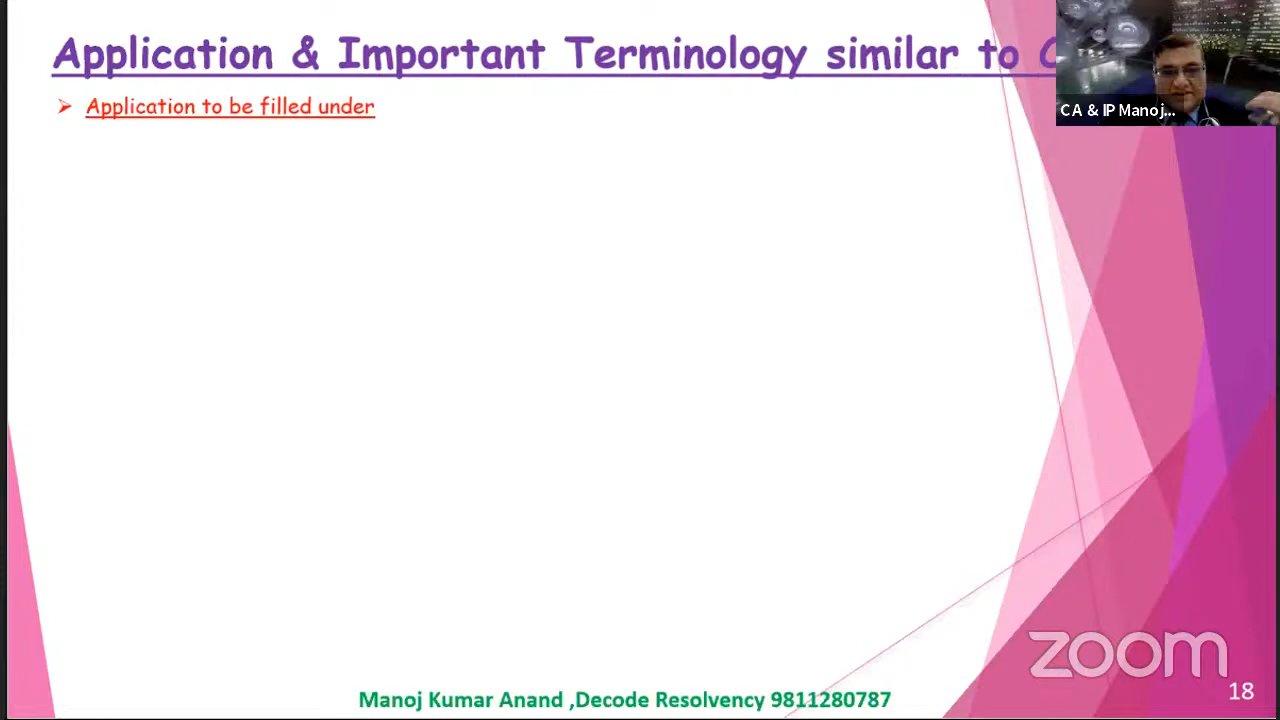 Application & Important Terminology similar to C
Application to be filled under
CA & IP Manoj...
zoom
18
Manoj Kumar Anand ,Decode Resolvency 9811280787